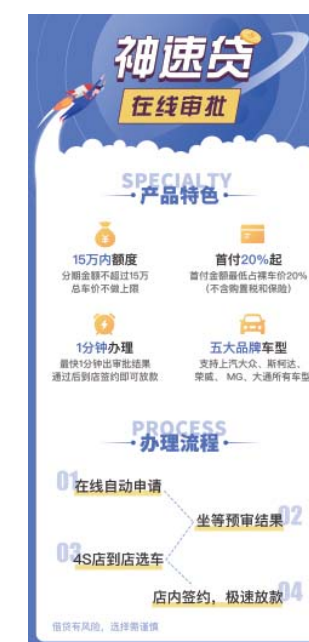 神速贷
在线审批
SPECIALTY
产品特色
15万内额度
分期金额不超过15万
总车价不做上限
首付20%起
首付金额最低占裸车价20%
(不含购置税和保险)
1分钟办理
最快1分钟出审批结果
通过后到店签约即可放款
五大品牌车型
支持上汽大众、斯柯达、
荣威、MG、大通所有车型
PROCESS
办理流程
01 在线自动申请
坐等预审结果 02
03 4S店到店选车
店内签约，极速放款 04
借贷有风险，选择需谨慎